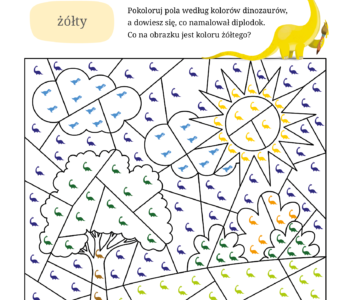 żółty
Pokoloruj pola według kolorów dinozaurów,
a dowiesz się, co namalował diplodok.
Co na obrazku jest koloru żółtego?